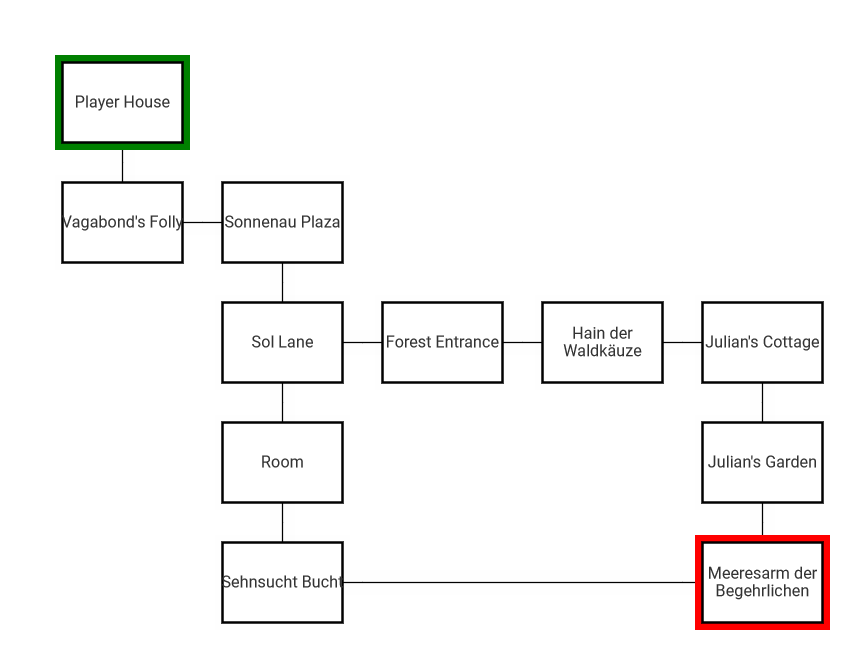 Player House
Vagabond's Folly
Sonnenau Plaza
Sol Lane
Forest Entrance
Hain der
Waldkäuze
Julian's Cottage
Room
Julian's Garden
Sehnsucht Bucht
Meeresarm der
Begehrlichen